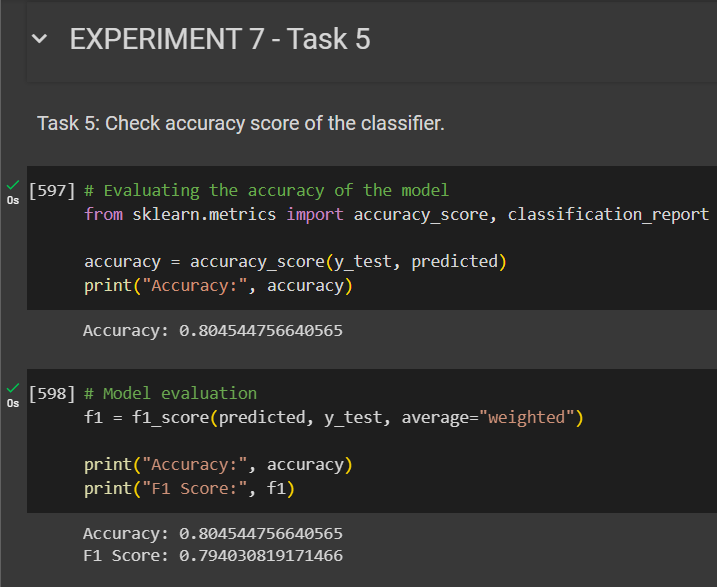 EXPERIMENT 7 - Task 5
Task 5: Check accuracy score of the classifier.
0s
[597] # Evaluating the accuracy of the model
from sklearn.metrics import accuracy_score, classification_report
accuracy = accuracy_score(y_test, predicted)
print("Accuracy:", accuracy)
Accuracy: 0.804544756640565
0s
[598] # Model evaluation
f1 = f1_score(predicted, y_test, average="weighted")
print("Accuracy:", accuracy)
print("F1 Score:", f1)
Accuracy: 0.804544756640565
F1 Score: 0.794030819171466